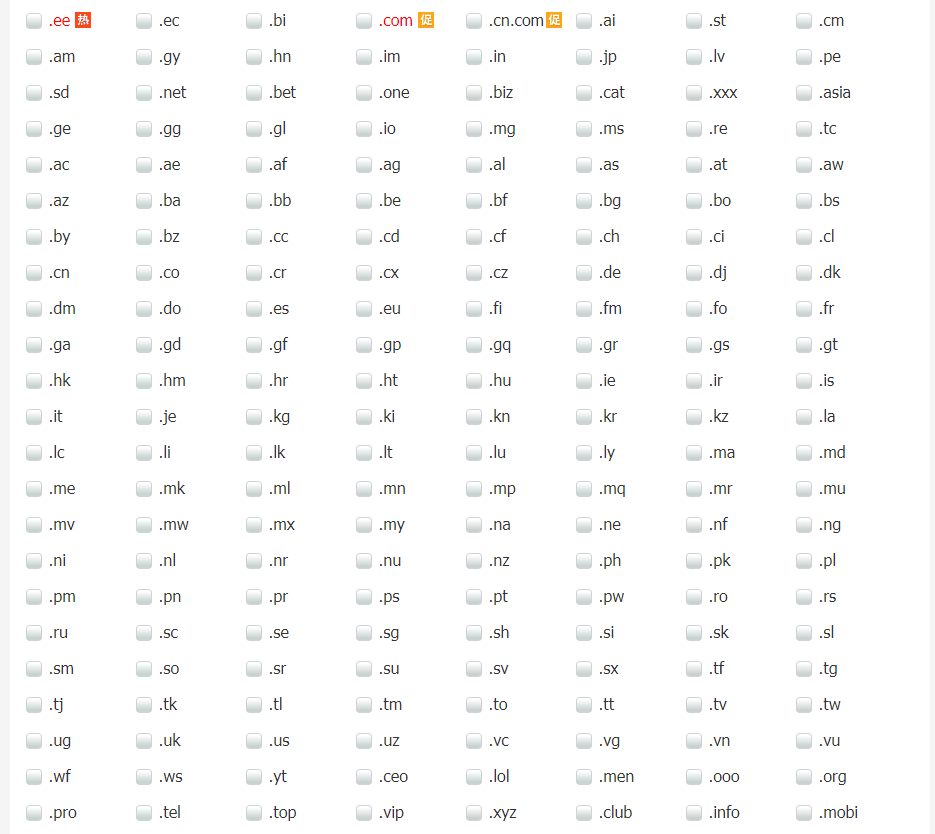 .ee 热 .ec .bi .com 促 .cn.com 促 .ai .st .cm
.am .gy .hn .im .in .jp .lv .pe
.sd .net .bet .one .biz .cat .xxx .asia
.ge .gg .gl .io .mg .ms .re .tc
.ac .ae .af .ag .al .as .at .aw
.az .ba .bb .be .bf .bg .bo .bs
.by .bz .cc .cd .cf .ch .ci .cl
.cn .co .cr .cx .cz .de .dj .dk
.dm .do .es .eu .fi .fm .fo .fr
.ga .gd .gf .gp .gq .gr .gs .gt
.hk .hm .hr .ht .hu .ie .ir .is
.it .je .kg .ki .kn .kr .kz .la
.lc .li .lk .lt .lu .ly .ma .md
.me .mk .ml .mn .mp .mq .mr .mu
.mv .mw .mx .my .na .ne .nf .ng
.ni .nl .nr .nu .nz .ph .pk .pl
.pm .pn .pr .ps .pt .pw .ro .rs
.ru .sc .se .sg .sh .si .sk .sl
.sm .so .sr .su .sv .sx .tf .tg
.tj .tk .tl .tm .to .tt .tv .tw
.ug .uk .us .uz .vc .vg .vn .vu
.wf .ws .yt .ceo .lol .men .ooo .org
.pro .tel .top .vip .xyz .club .info .mobi